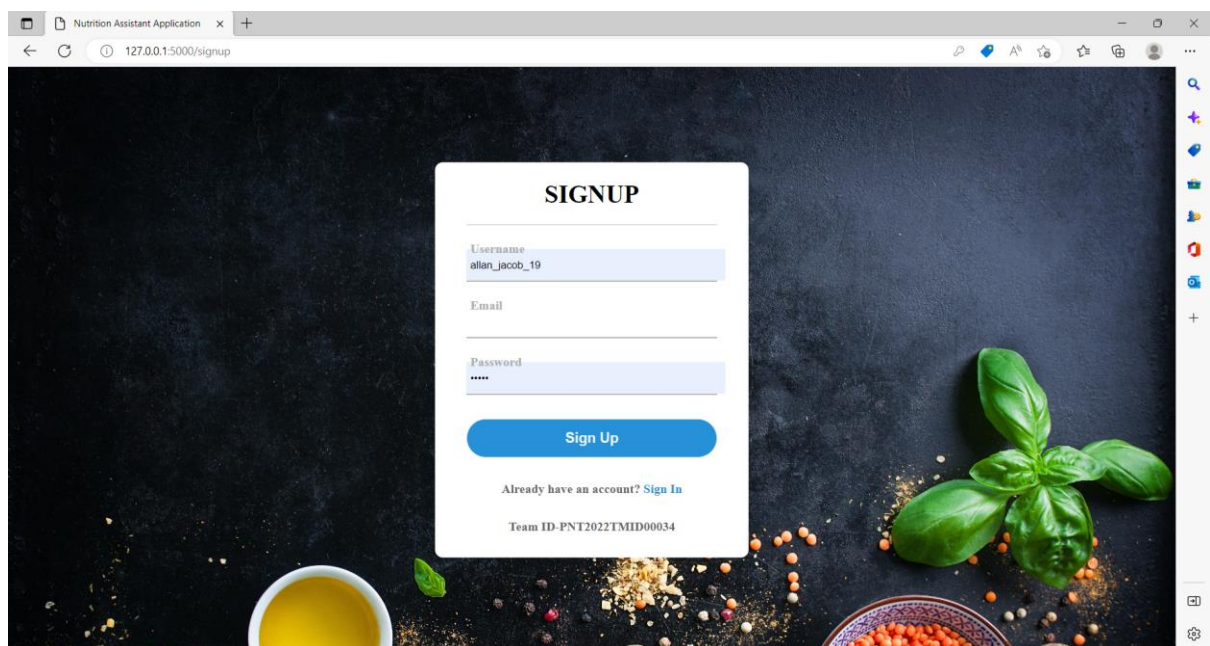 Nutrition Assistant Application
127.0.0.1:5000/signup
SIGNUP
Username
allan_jacob_19
Email
Password
•••••
Sign Up
Already have an account? Sign In
Team ID-PNT2022TMID00034